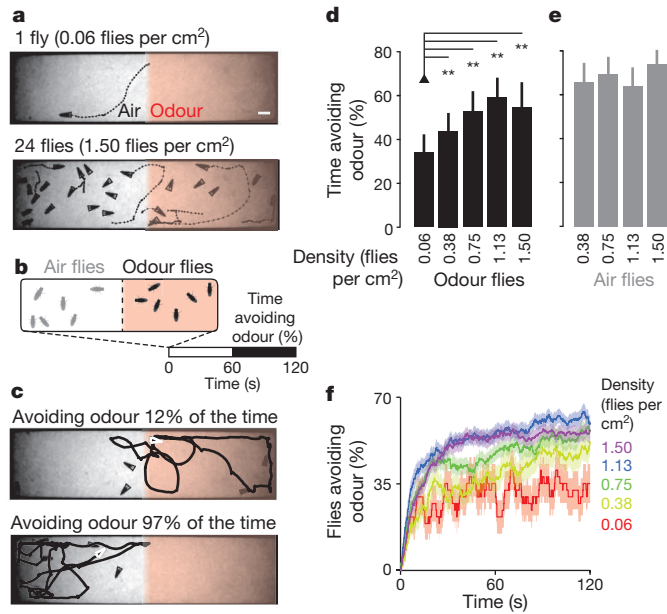 a
1 fly (0.06 flies per cm²)
Air Odour
24 flies (1.50 flies per cm²)
b
Air flies Odour flies
Time
avoiding
odour (%)
0 60 120
Time (s)
c
Avoiding odour 12% of the time
Avoiding odour 97% of the time
d
Time avoiding
odour (%)
80
60
40
20
0
** ** ** **
0.06 0.38 0.75 1.13 1.50
Density (flies
per cm²)
Odour flies
e
0.38 0.75 1.13 1.50
Air flies
f
Flies avoiding
odour (%)
70
35
0
0 60 120
Time (s)
Density
(flies per
cm²)
1.50
1.13
0.75
0.38
0.06